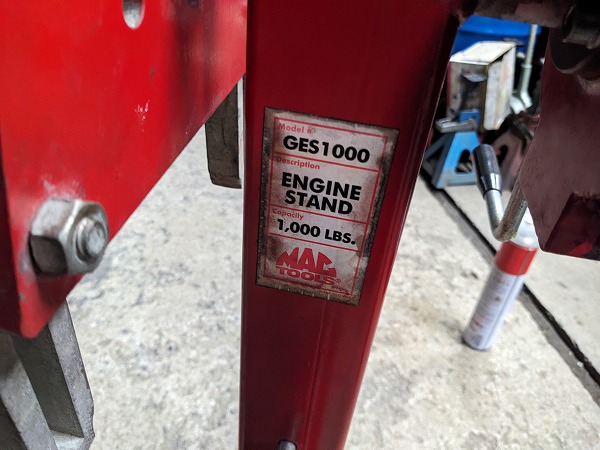 Model #
GES1000
Description
ENGINE
STAND
Capacity
1,000 LBS.
MAC
TOOLS